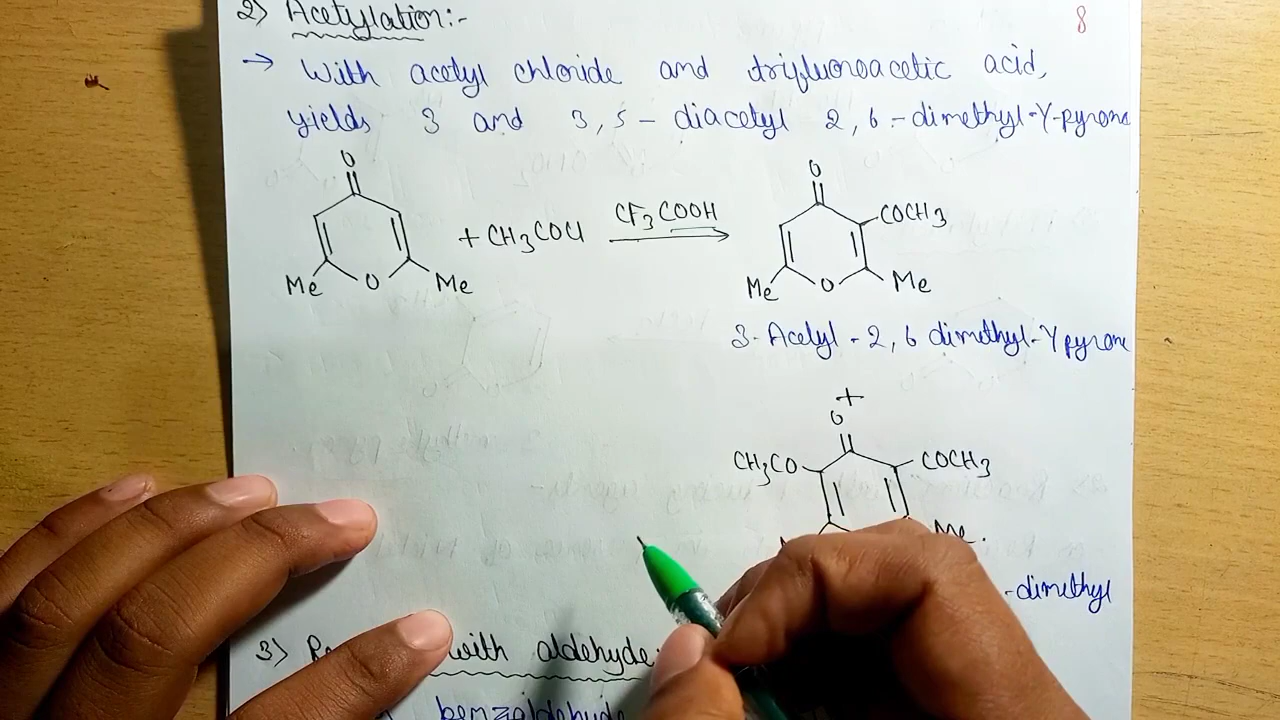 2) Acetylation:-
8
→ With acetyl chloride and trifluoroacetic acid,
yields 3 and 3,5 - diacetyl 2,6 - dimethyl-γ-pyrone
O
O
CF3COOH
COCH3
+ CH3COCl
Me O Me
Me O Me
3-Acetyl-2,6 dimethyl-γ pyrone
+
O
CH3CO
COCH3
Me.
-dimethyl
3) with aldehyde
benzaldehyde